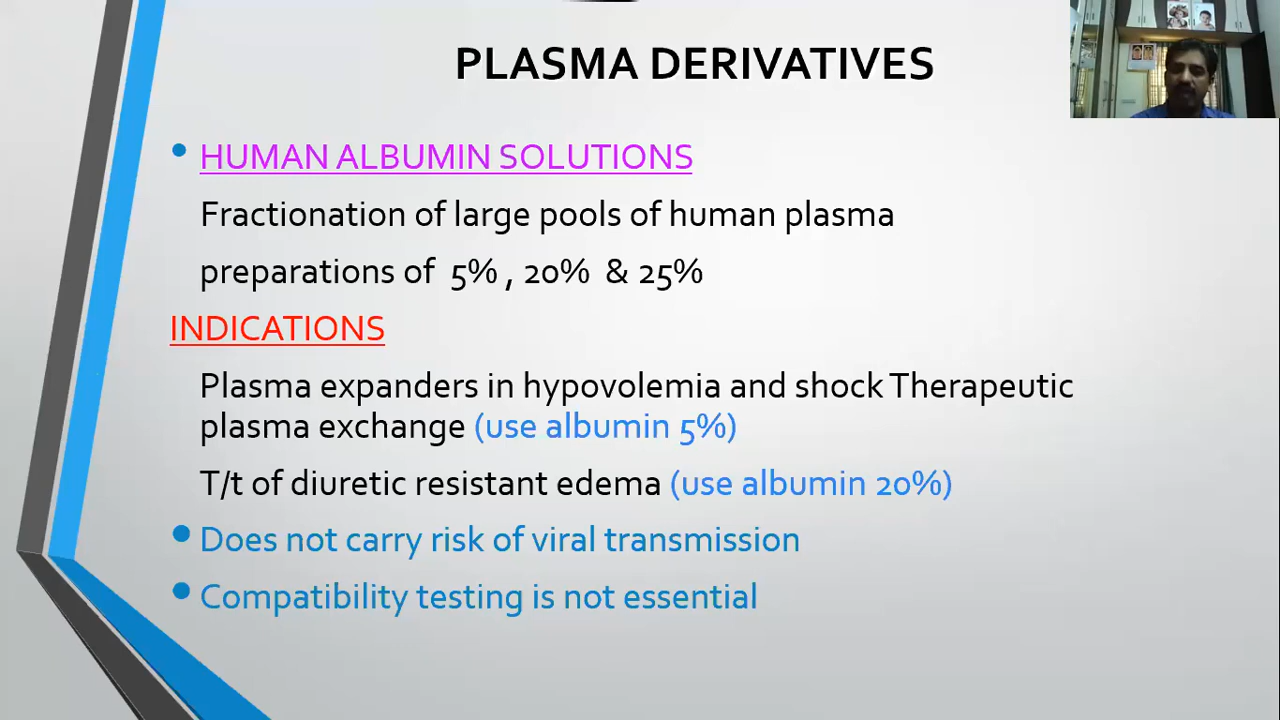 PLASMA DERIVATIVES
• HUMAN ALBUMIN SOLUTIONS
Fractionation of large pools of human plasma
preparations of 5% , 20% & 25%
INDICATIONS
Plasma expanders in hypovolemia and shock Therapeutic
plasma exchange (use albumin 5%)
T/t of diuretic resistant edema (use albumin 20%)
• Does not carry risk of viral transmission
• Compatibility testing is not essential